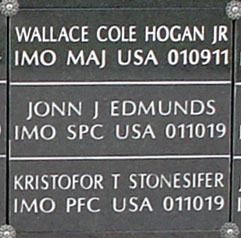 WALLACE COLE HOGAN JR
IMO MAJ USA 010911
JONN J EDMUNDS
IMO SPC USA 011019
KRISTOFOR T STONESIFER
IMO PFC USA 011019